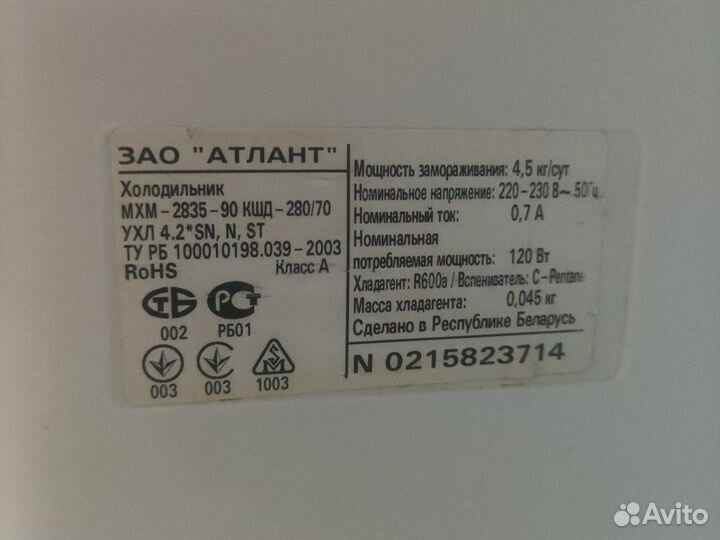 ЗАО "АТЛАНТ"
Холодильник
МХМ-2835-90 КШД-280/70
УХЛ 4.2*SN, N, ST
ТУ РБ 100010198.039-2003
RoHS Класс А
СТБ РСТ
002 РБ01
003 003 1003
Мощность замораживания: 4,5 кг/сут
Номинальное напряжение: 220-230 В~ 50Гц
Номинальный ток: 0,7 А
Номинальная
потребляемая мощность: 120 Вт
Хладагент: R600a / Вспениватель: C-Pentane
Масса хладагента: 0,045 кг
Сделано в Республике Беларусь
N 0215823714
Avito